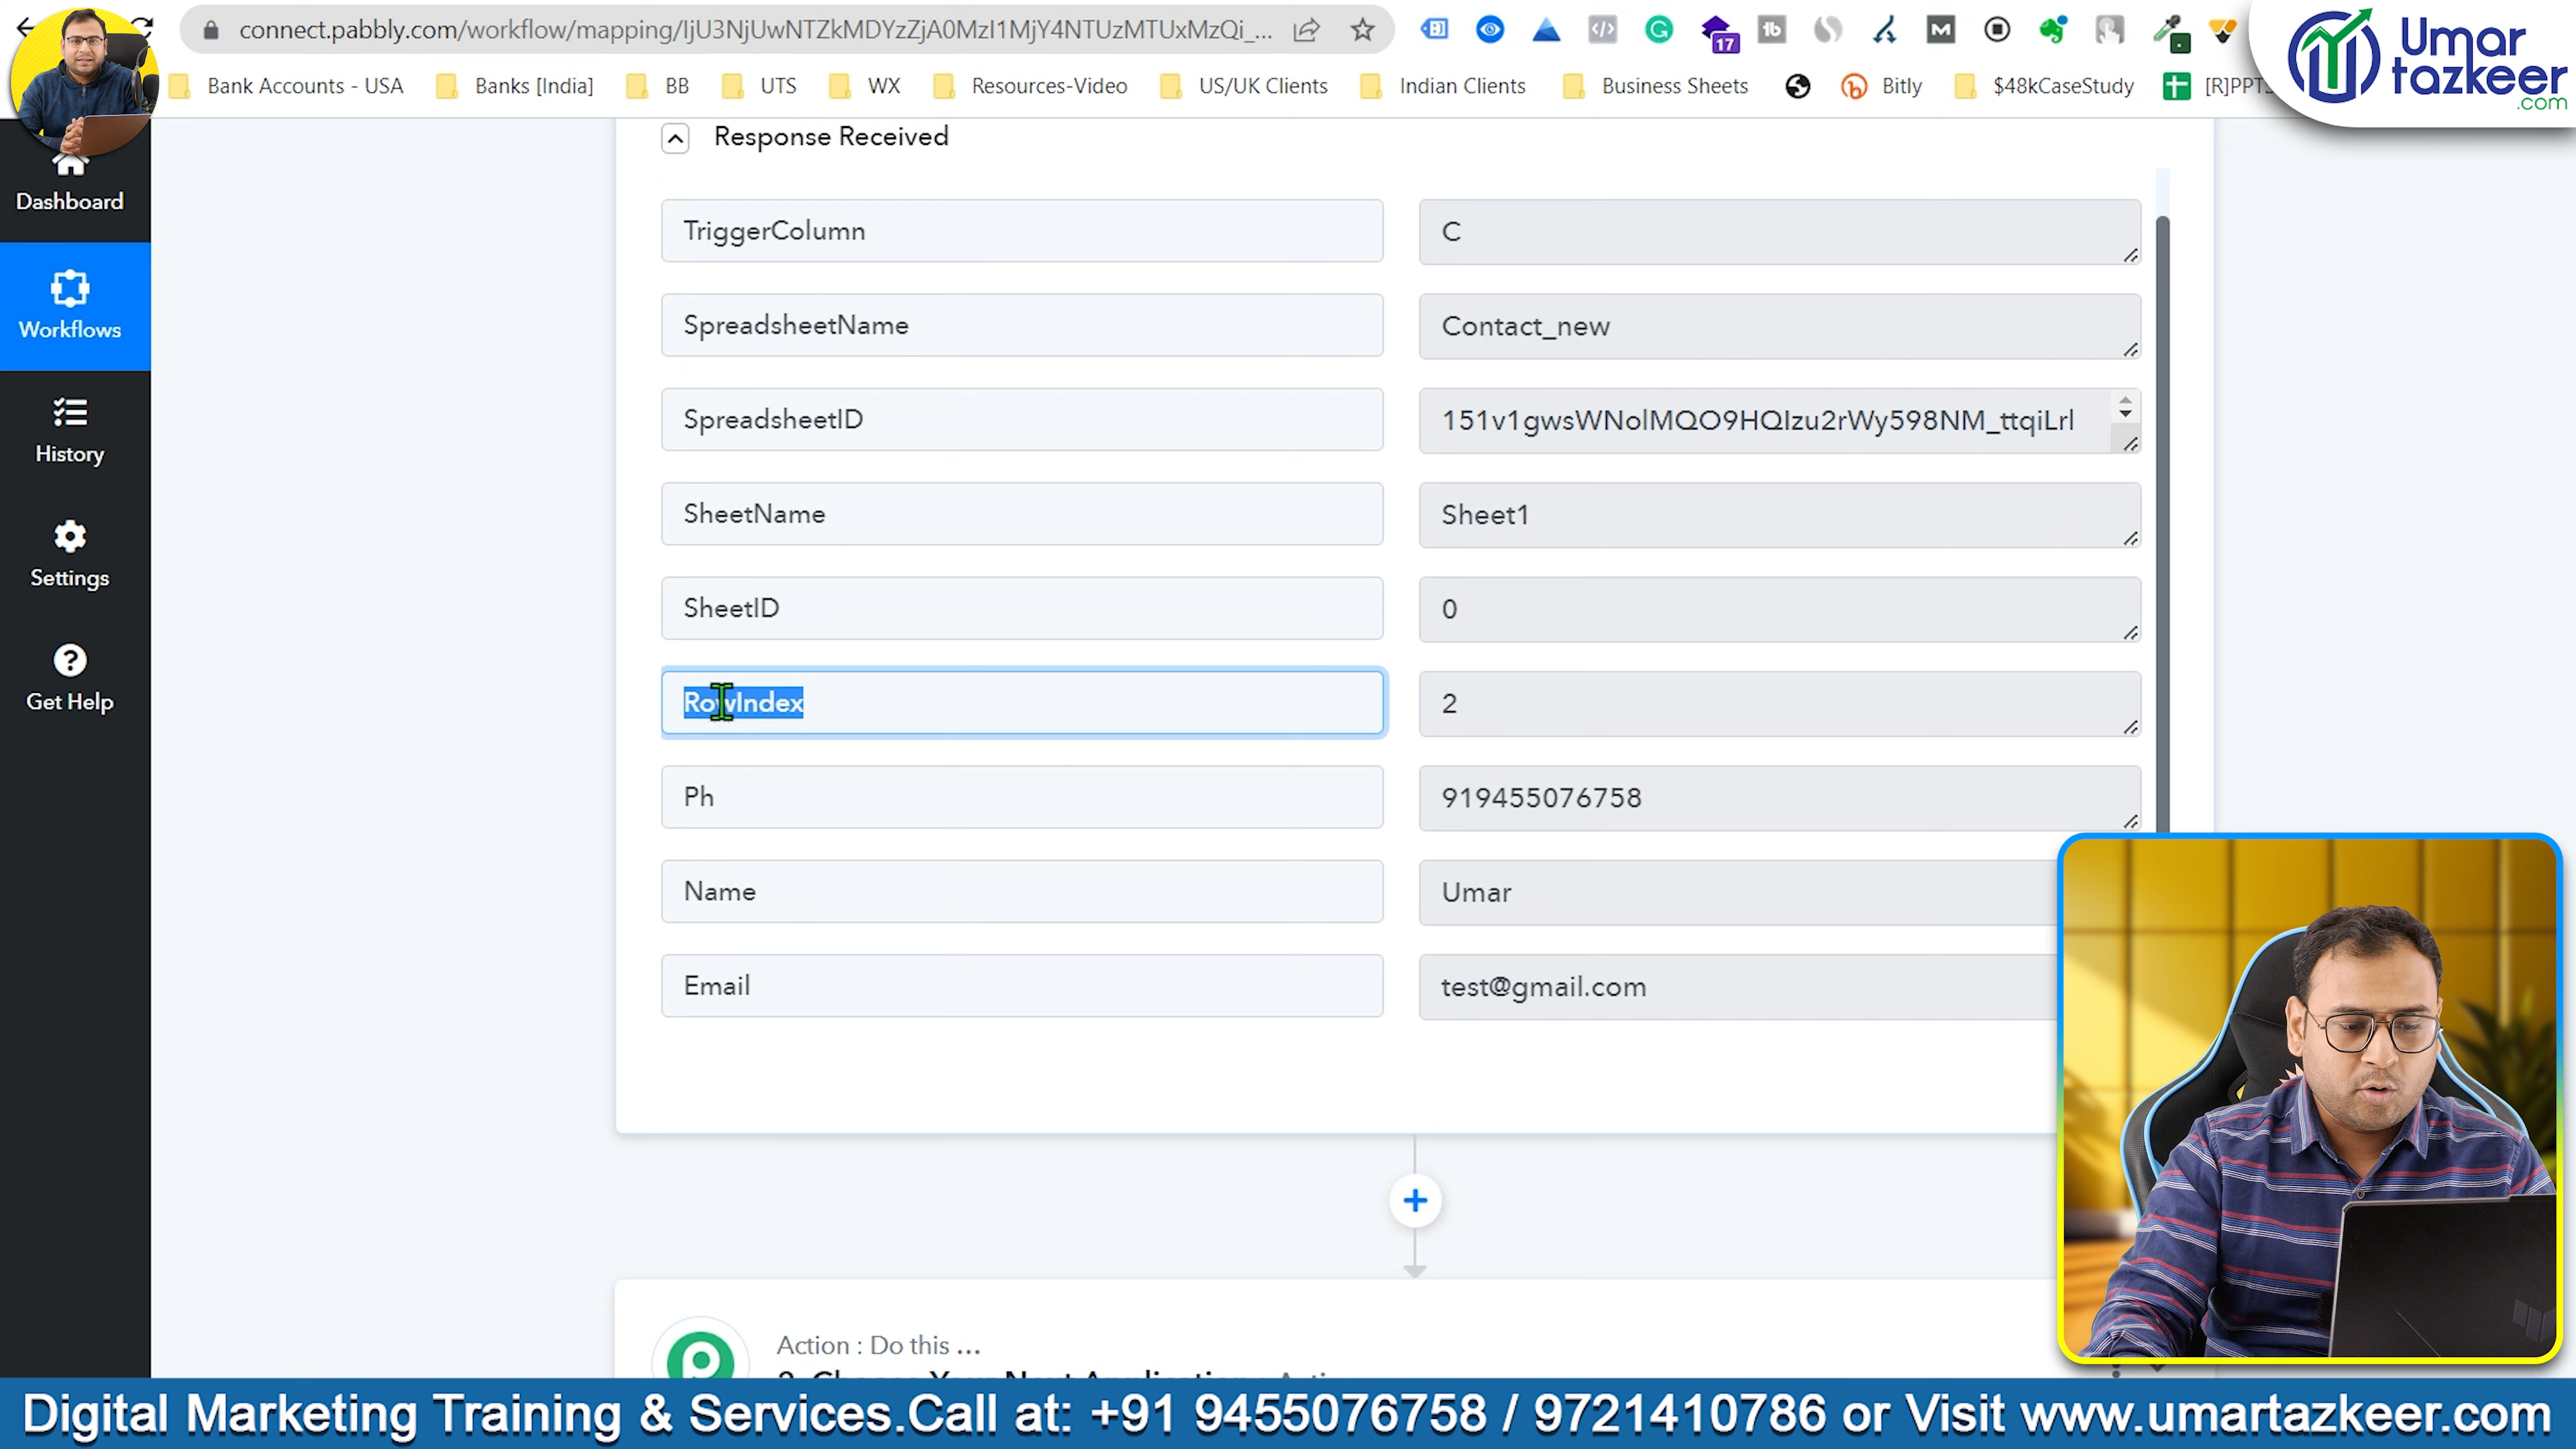 connect.pabbly.com/workflow/mapping/IjU3NjUwNTZkMDYzZjA0MzI1MjY4NTUzMTUxMzQi_...
17
Umar
tazkeer
.com
Bank Accounts - USA
Banks [India]
BB
UTS
WX
Resources-Video
US/UK Clients
Indian Clients
Business Sheets
Bitly
$48kCaseStudy
Dashboard
Workflows
History
Settings
Get Help
Response Received
TriggerColumn
C
SpreadsheetName
Contact_new
SpreadsheetID
151v1gwsWNolMQO9HQIzu2rWy598NM_ttqiLrl
SheetName
Sheet1
SheetID
0
RowIndex
2
Ph
919455076758
Name
Umar
Email
test@gmail.com
Action : Do this ...
Digital Marketing Training & Services.Call at: +91 9455076758 / 9721410786 or Visit www.umartazkeer.com